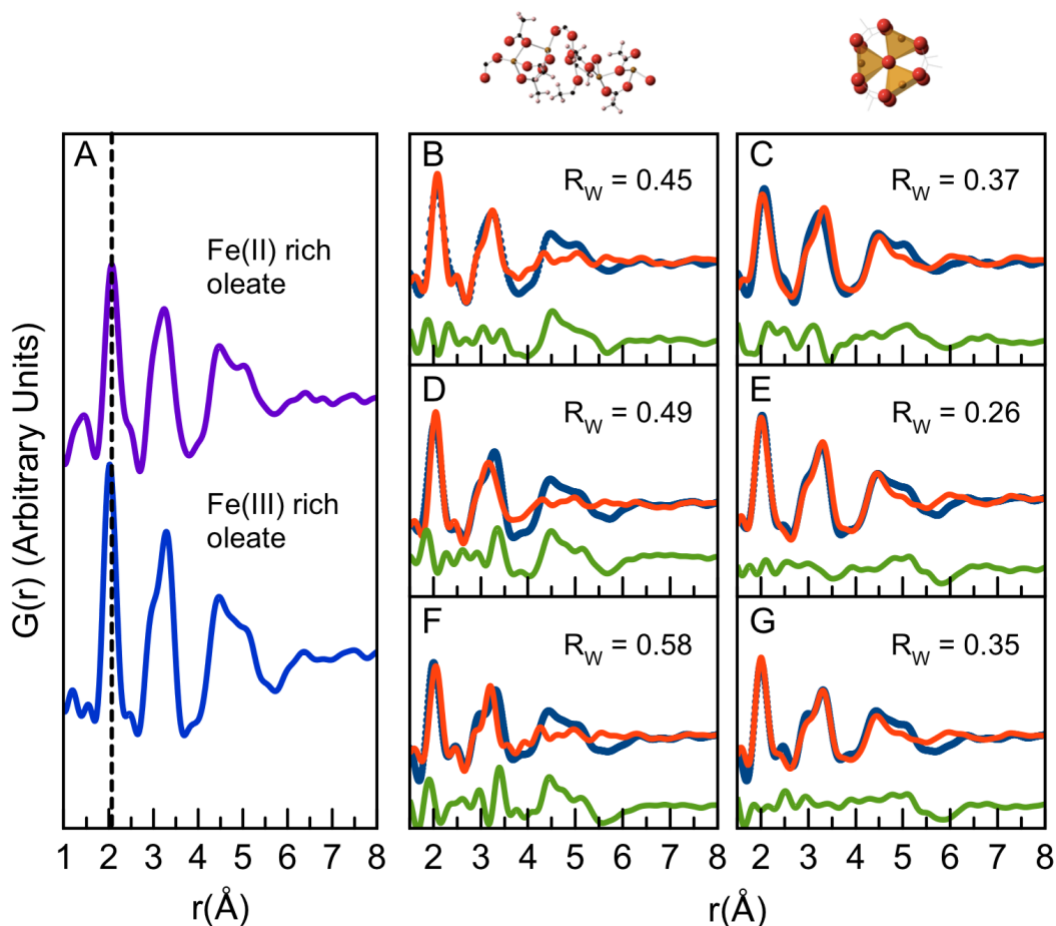 A
Fe(II) rich
oleate
Fe(III) rich
oleate
G(r) (Arbitrary Units)
1 2 3 4 5 6 7 8
r(Å)
B
R_W = 0.45
C
R_W = 0.37
D
R_W = 0.49
E
R_W = 0.26
F
R_W = 0.58
G
R_W = 0.35
2 3 4 5 6 7 8
2 3 4 5 6 7 8
r(Å)